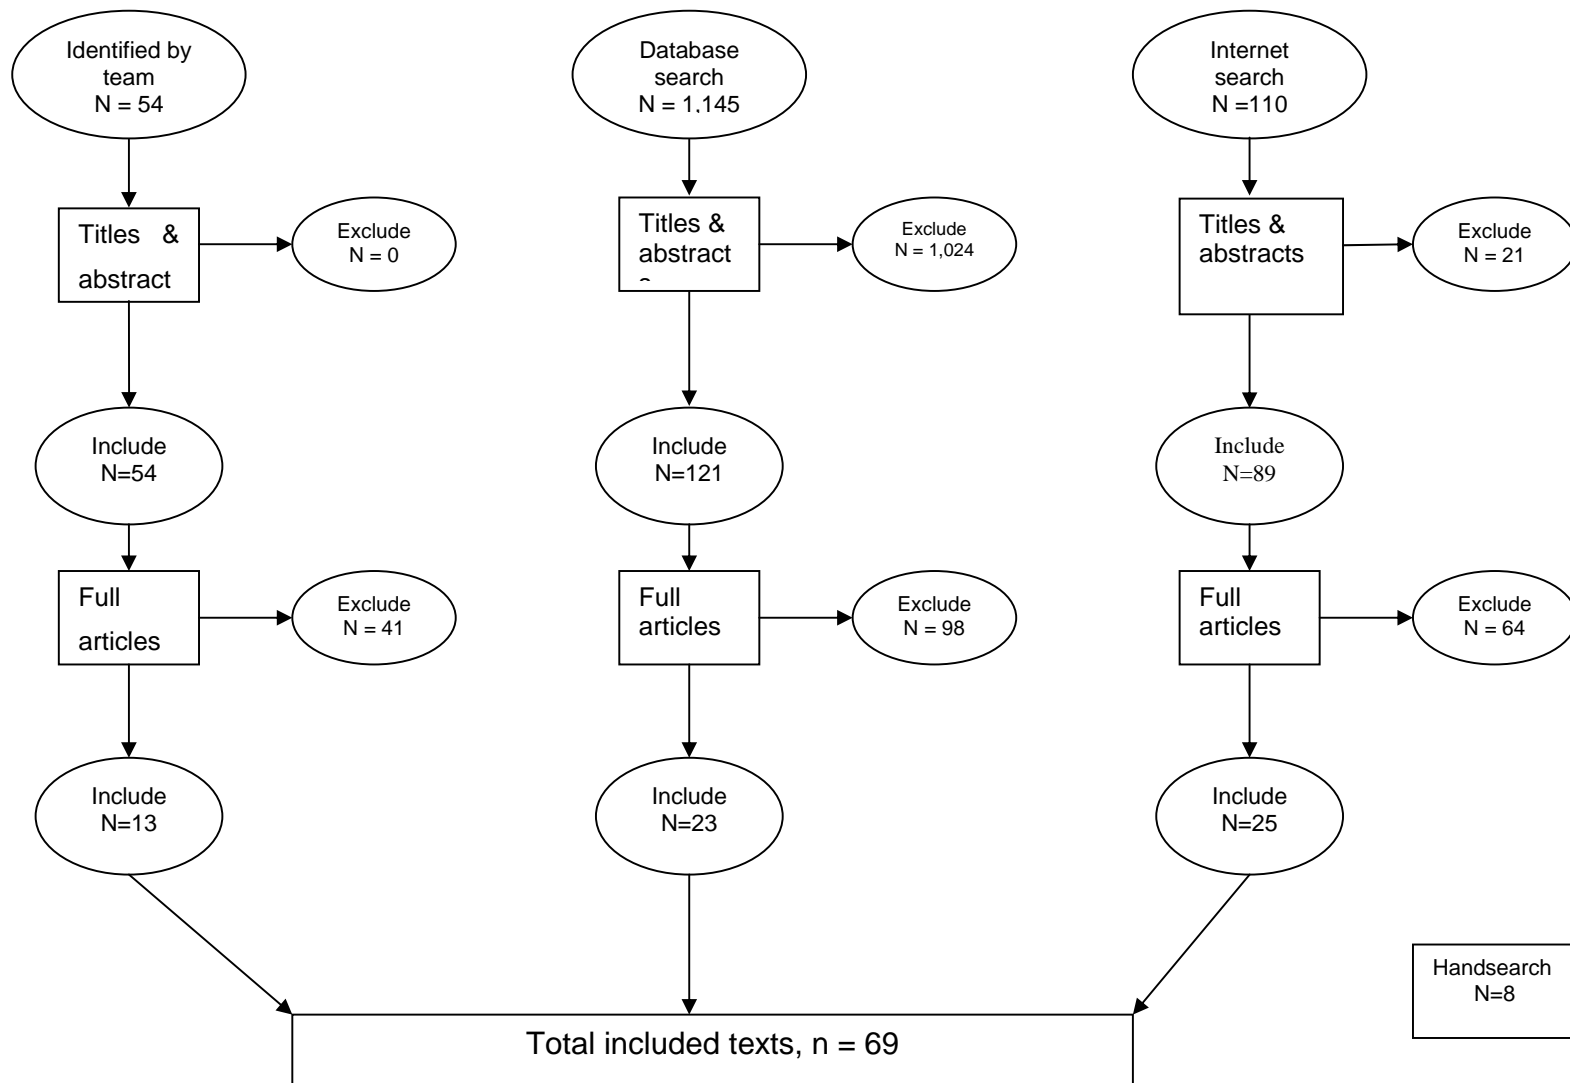 Identified by
team
N = 54
Database
search
N = 1,145
Internet
search
N =110
Titles &
abstract
Exclude
N = 0
Titles &
abstract
Exclude
N = 1,024
Titles &
abstracts
Exclude
N = 21
Include
N=54
Include
N=121
Include
N=89
Full
articles
Exclude
N = 41
Full
articles
Exclude
N = 98
Full
articles
Exclude
N = 64
Include
N=13
Include
N=23
Include
N=25
Handsearch
N=8
Total included texts, n = 69